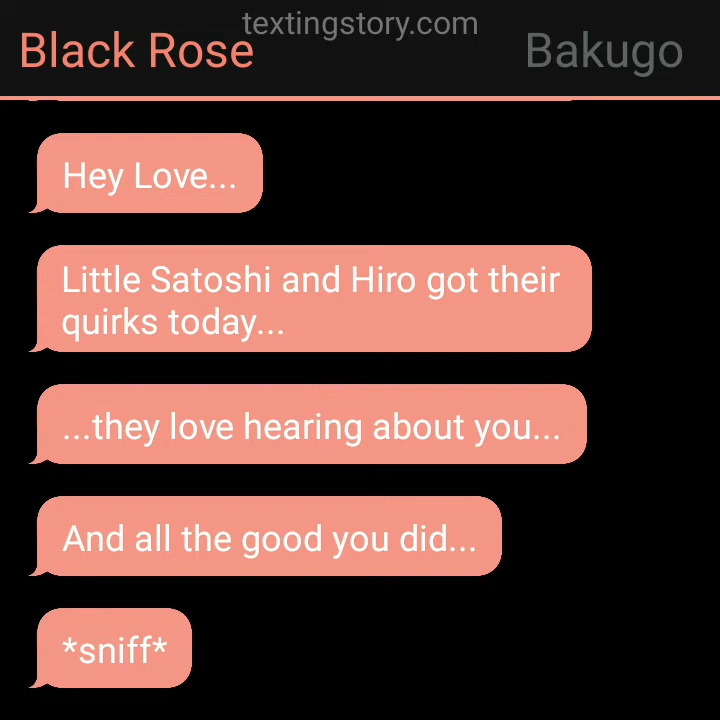 textingstory.com
Black Rose
Bakugo
Hey Love...
Little Satoshi and Hiro got their
quirks today...
...they love hearing about you...
And all the good you did...
*sniff*